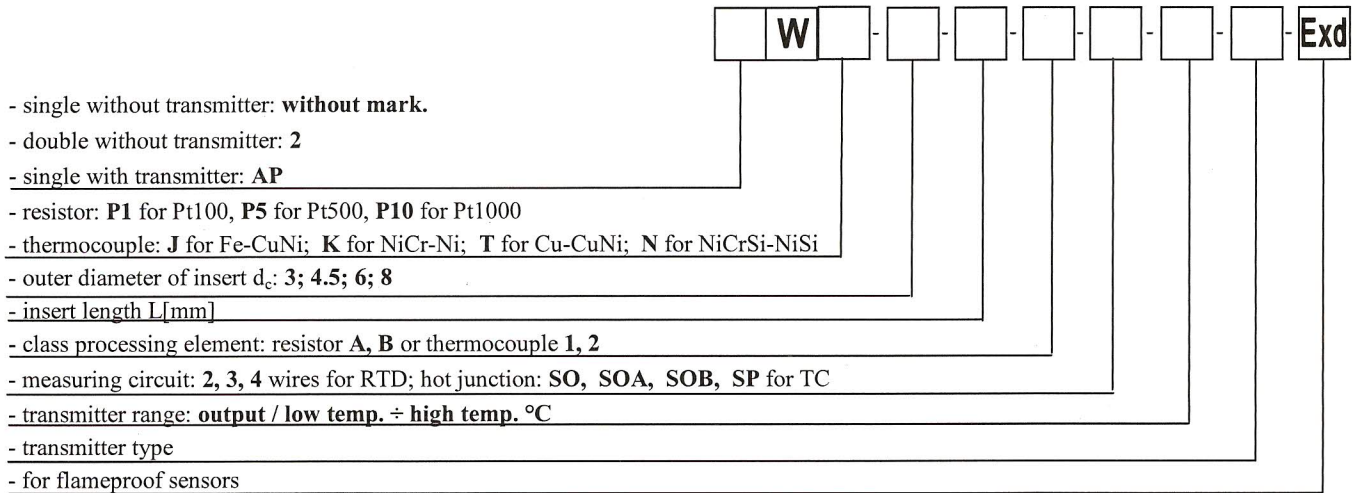 W - - - - - - - Exd
- single without transmitter: without mark.
- double without transmitter: 2
- single with transmitter: AP
- resistor: P1 for Pt100, P5 for Pt500, P10 for Pt1000
- thermocouple: J for Fe-CuNi; K for NiCr-Ni; T for Cu-CuNi; N for NiCrSi-NiSi
- outer diameter of insert dc: 3; 4.5; 6; 8
- insert length L[mm]
- class processing element: resistor A, B or thermocouple 1, 2
- measuring circuit: 2, 3, 4 wires for RTD; hot junction: SO, SOA, SOB, SP for TC
- transmitter range: output / low temp. ÷ high temp. °C
- transmitter type
- for flameproof sensors